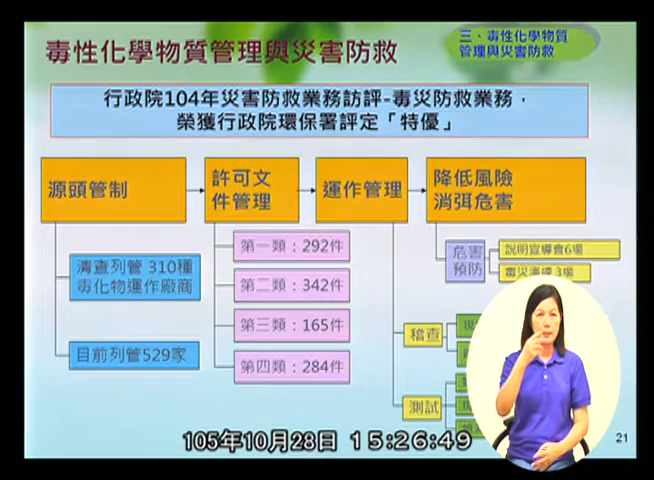 毒性化學物質管理與災害防救
三、毒性化學物質
管理與災害防救
行政院104年災害防救業務訪評-毒災防救業務，
榮獲行政院環保署評定「特優」
源頭管制
許可文
件管理
運作管理
降低風險
消弭危害
清查列管 310種
毒化物運作廠商
目前列管529家
第一類：292件
第二類：342件
第三類：165件
第四類：284件
危害
預防
說明宣導會6場
毒災演練3場
稽查
測試
105年10月28日 15:26:49
21